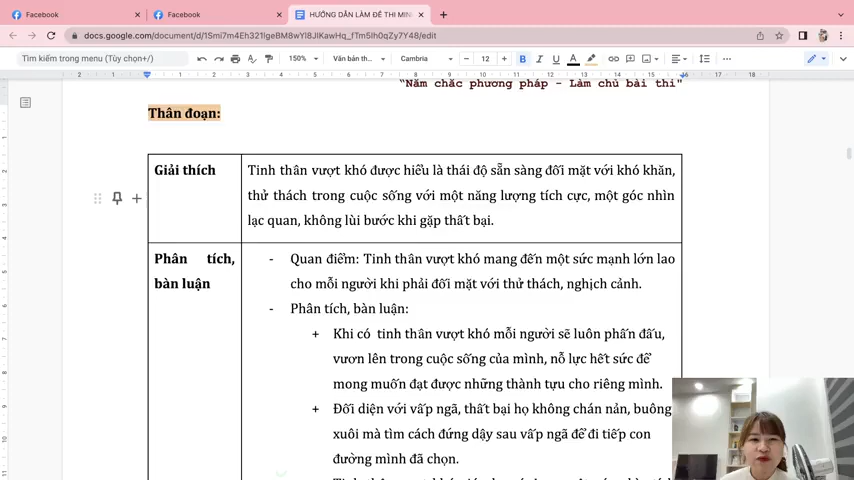 Facebook
Facebook
HƯỚNG DẪN LÀM ĐỀ THI MIN
docs.google.com/document/d/1Smi7m4Eh321IgeBM8wYl8JlKawHq_fTm5Ih0qZy7Y48/edit
Tìm kiếm trong menu (Tùy chọn+/)
150%
Văn bản th...
Cambria
12
"Nắm chắc phương pháp - Làm chủ bài thi"
Thân đoạn:
Giải thích
Tinh thần vượt khó được hiểu là thái độ sẵn sàng đối mặt với khó khăn,
thử thách trong cuộc sống với một năng lượng tích cực, một góc nhìn
lạc quan, không lùi bước khi gặp thất bại.
Phân tích,
bàn luận
- Quan điểm: Tinh thần vượt khó mang đến một sức mạnh lớn lao
cho mỗi người khi phải đối mặt với thử thách, nghịch cảnh.
- Phân tích, bàn luận:
+ Khi có tinh thần vượt khó mỗi người sẽ luôn phấn đấu,
vươn lên trong cuộc sống của mình, nỗ lực hết sức để
mong muốn đạt được những thành tựu cho riêng mình.
+ Đối diện với vấp ngã, thất bại họ không chán nản, buông
xuôi mà tìm cách đứng dậy sau vấp ngã để đi tiếp con
đường mình đã chọn.